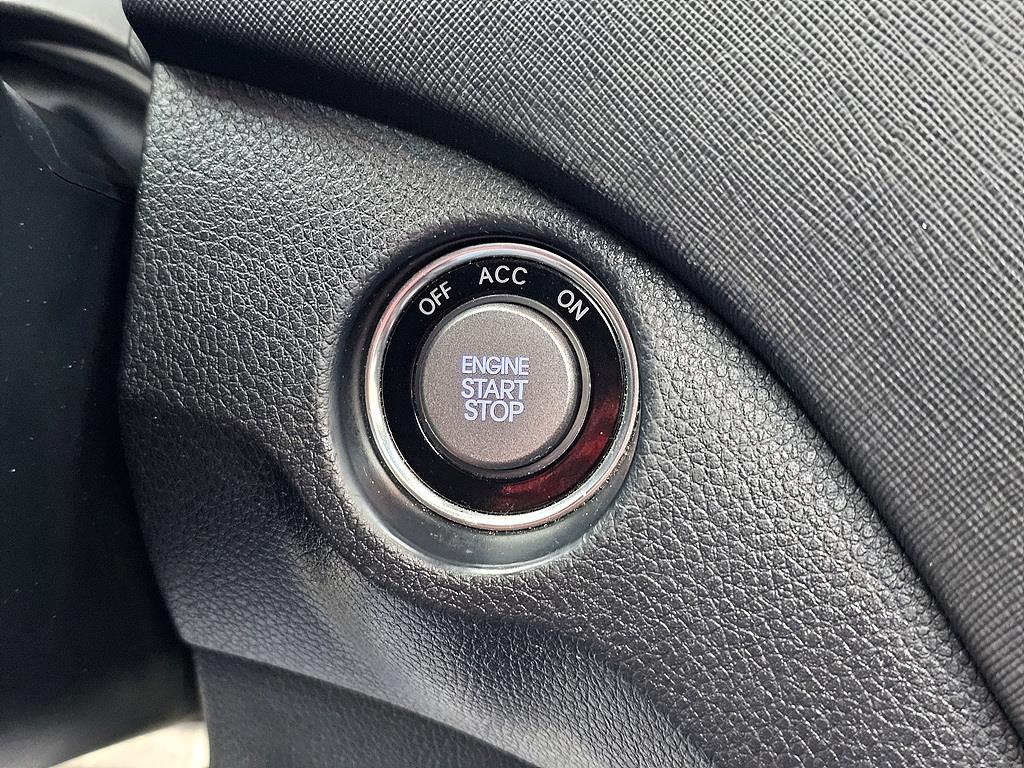 OFF ACC ON
ENGINE
START
STOP